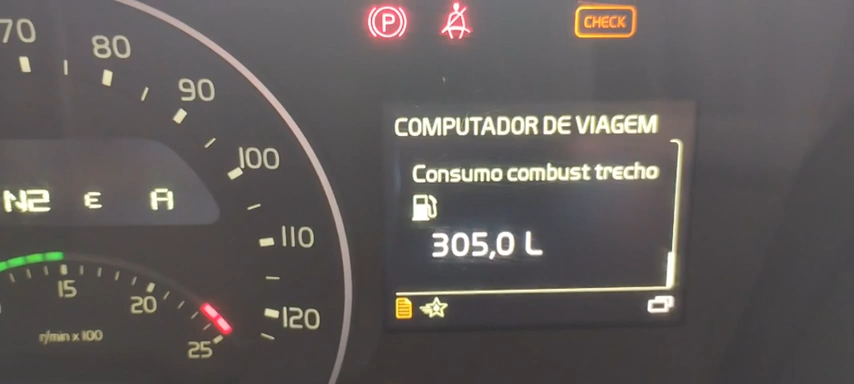 70
80
90
100
110
120
P
CHECK
COMPUTADOR DE VIAGEM
Consumo combust trecho
305,0 L
N2 E A
15
20
25
r/min x 100